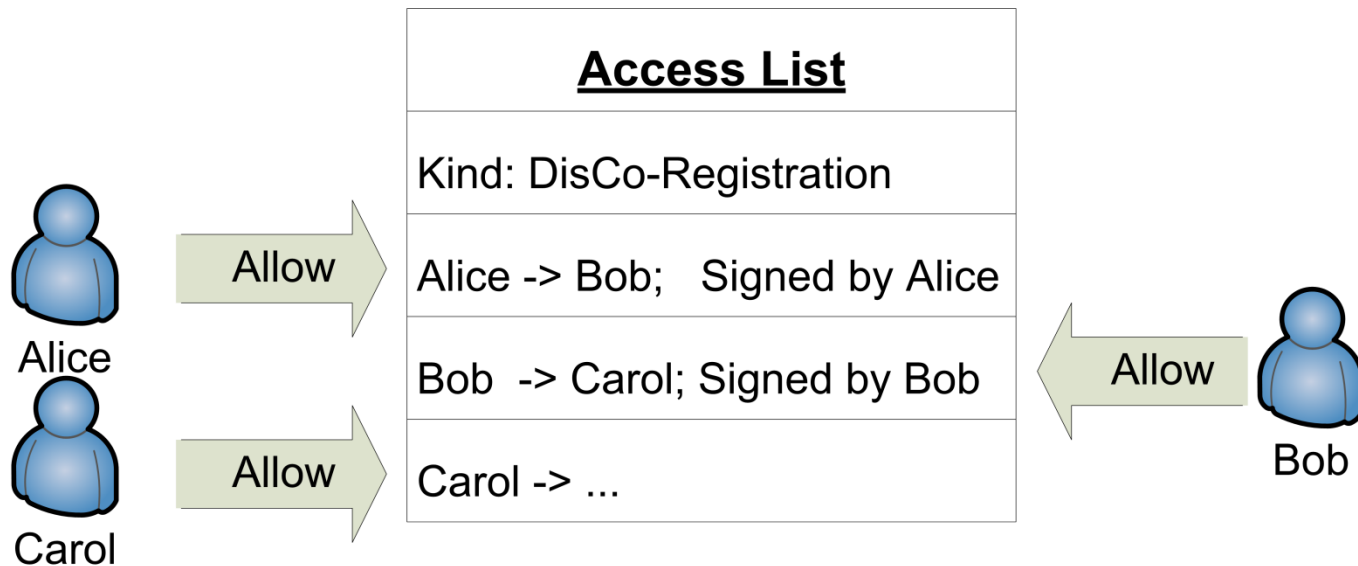 Access List
Kind: DisCo-Registration
Allow
Alice -> Bob; Signed by Alice
Alice
Bob -> Carol; Signed by Bob
Allow
Bob
Allow
Carol -> ...
Carol